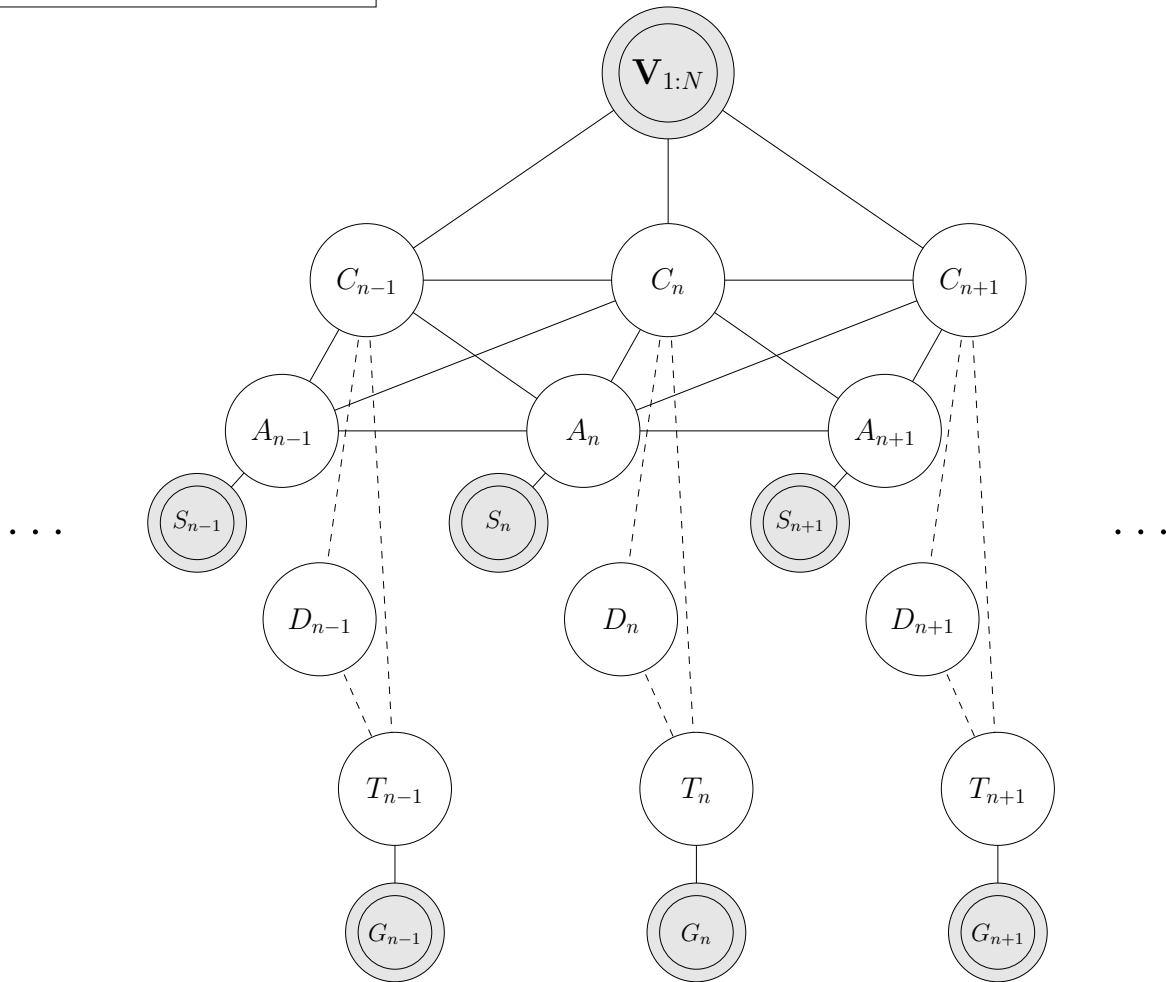 V₁:N
Cₙ₋₁ Cₙ Cₙ₊₁
Aₙ₋₁ Aₙ Aₙ₊₁
Sₙ₋₁ Sₙ Sₙ₊₁
. . . . . .
Dₙ₋₁ Dₙ Dₙ₊₁
Tₙ₋₁ Tₙ Tₙ₊₁
Gₙ₋₁ Gₙ Gₙ₊₁